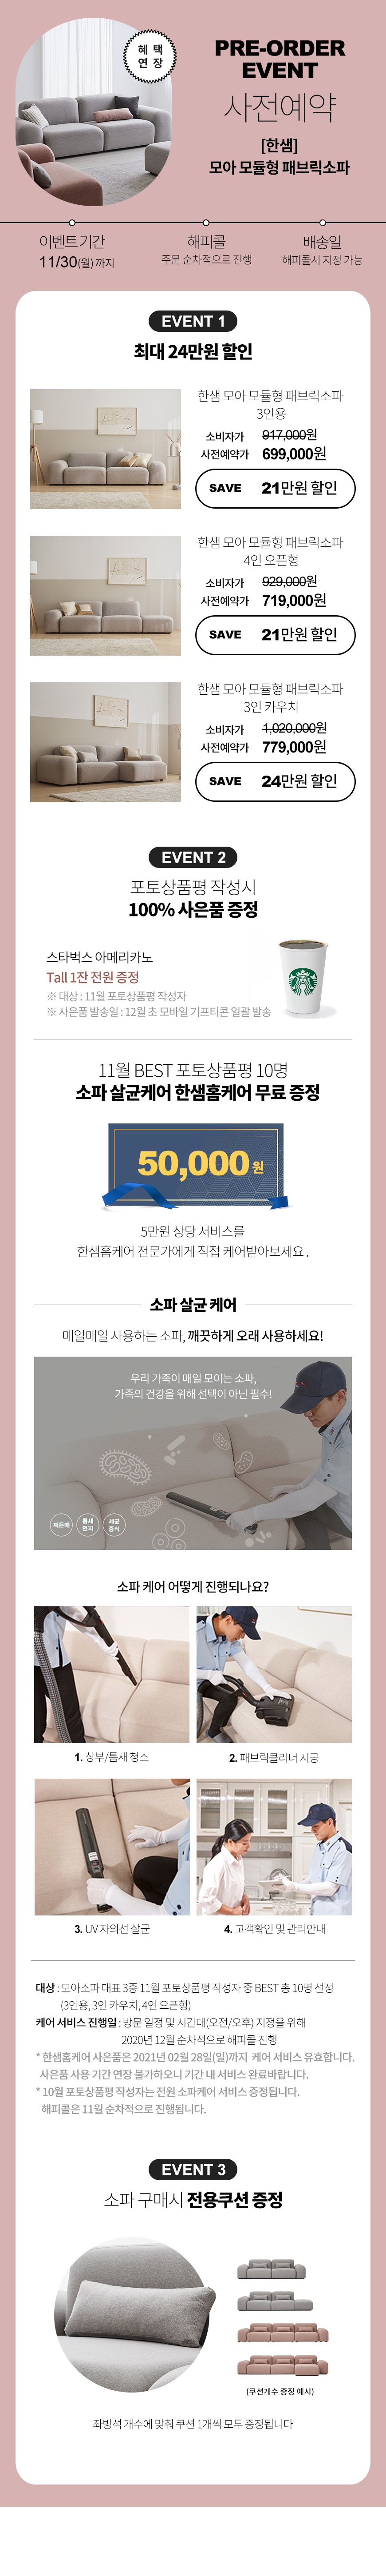 혜 택
연 장
PRE-ORDER
EVENT
사전예약
[한샘]
모아 모듈형 패브릭소파
이벤트 기간
11/30(월) 까지
해피콜
주문 순차적으로 진행
배송일
해피콜시 지정 가능
EVENT 1
최대 24만원 할인
한샘 모아 모듈형 패브릭소파
3인용
소비자가 917,000원
사전예약가 699,000원
SAVE 21만원 할인
한샘 모아 모듈형 패브릭소파
4인 오픈형
소비자가 929,000원
사전예약가 719,000원
SAVE 21만원 할인
한샘 모아 모듈형 패브릭소파
3인 카우치
소비자가 1,020,000원
사전예약가 779,000원
SAVE 24만원 할인
EVENT 2
포토상품평 작성시
100% 사은품 증정
스타벅스 아메리카노
Tall 1잔 전원 증정
※ 대상 : 11월 포토상품평 작성자
※ 사은품 발송일 : 12월 초 모바일 기프티콘 일괄 발송
11월 BEST 포토상품평 10명
소파 살균케어 한샘홈케어 무료 증정
50,000원
5만원 상당 서비스를
한샘홈케어 전문가에게 직접 케어받아보세요 .
소파 살균 케어
매일매일 사용하는 소파, 깨끗하게 오래 사용하세요!
우리 가족이 매일 모이는 소파,
가족의 건강을 위해 선택이 아닌 필수!
찌든때
틈새
먼지
세균
증식
소파 케어 어떻게 진행되나요?
1. 상부/틈새 청소
2. 패브릭클리너 시공
3. UV 자외선 살균
4. 고객확인 및 관리안내
대상 : 모아소파 대표 3종 11월 포토상품평 작성자 중 BEST 총 10명 선정
(3인용, 3인 카우치, 4인 오픈형)
케어 서비스 진행일 : 방문 일정 및 시간대(오전/오후) 지정을 위해
2020년 12월 순차적으로 해피콜 진행
* 한샘홈케어 사은품은 2021년 02월 28일(일)까지 케어 서비스 유효합니다.
사은품 사용 기간 연장 불가하오니 기간 내 서비스 완료바랍니다.
* 10월 포토상품평 작성자는 전원 소파케어 서비스 증정됩니다.
해피콜은 11월 순차적으로 진행됩니다.
EVENT 3
소파 구매시 전용쿠션 증정
(쿠션개수 증정 예시)
좌방석 개수에 맞춰 쿠션 1개씩 모두 증정됩니다